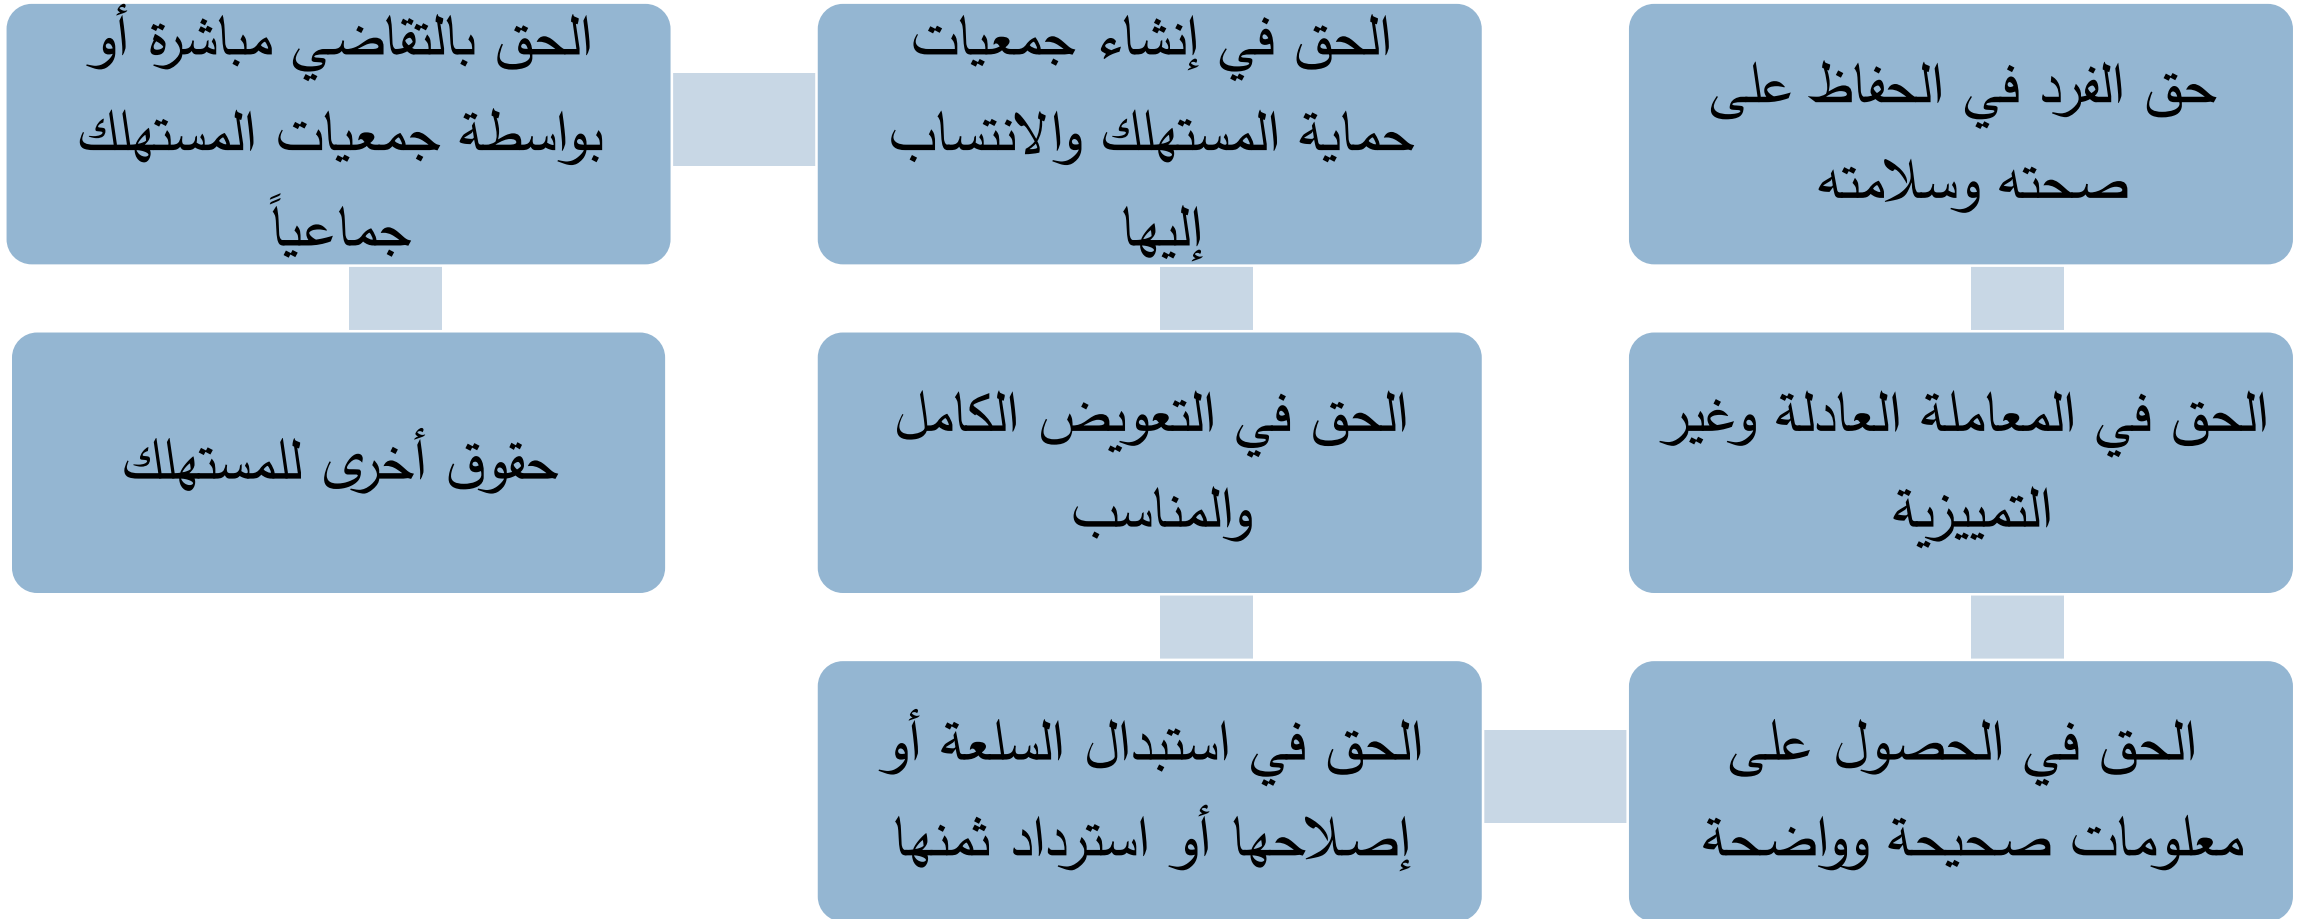 حق الفرد في الحفاظ على
صحته وسلامته
الحق في المعاملة العادلة وغير
التمييزية
الحق في الحصول على
معلومات صحيحة وواضحة
الحق في استبدال السلعة أو
إصلاحها أو استرداد ثمنها
الحق في التعويض الكامل
والمناسب
الحق في إنشاء جمعيات
حماية المستهلك والانتساب
إليها
الحق بالتقاضي مباشرة أو
بواسطة جمعيات المستهلك
جماعياً
حقوق أخرى للمستهلك